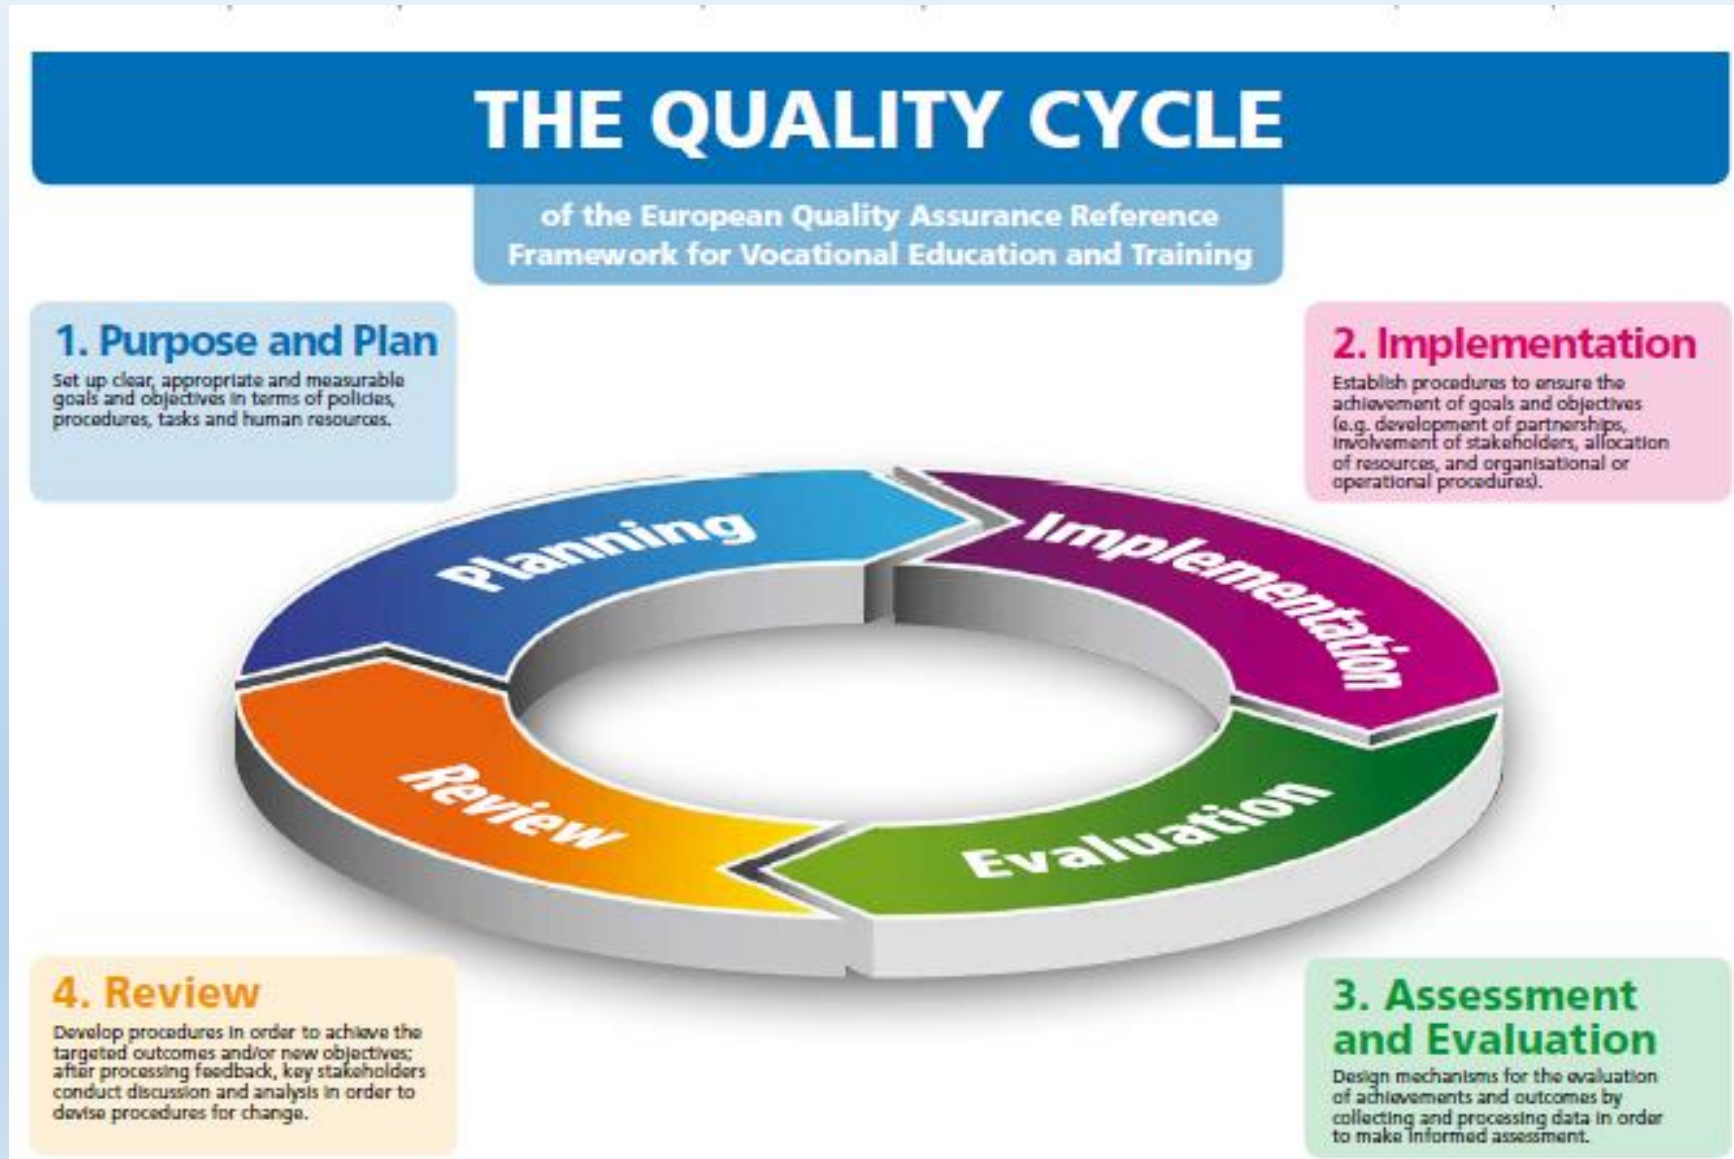 THE QUALITY CYCLE
of the European Quality Assurance Reference
Framework for Vocational Education and Training
1. Purpose and Plan
Set up clear, appropriate and measurable
goals and objectives in terms of policies,
procedures, tasks and human resources.
2. Implementation
Establish procedures to ensure the
achievement of goals and objectives
(e.g. development of partnerships,
involvement of stakeholders, allocation
of resources, and organisational or
operational procedures).
Planning
Implementation
Review
Evaluation
4. Review
Develop procedures in order to achieve the
targeted outcomes and/or new objectives;
after processing feedback, key stakeholders
conduct discussion and analysis in order to
devise procedures for change.
3. Assessment
and Evaluation
Design mechanisms for the evaluation
of achievements and outcomes by
collecting and processing data in order
to make informed assessment.